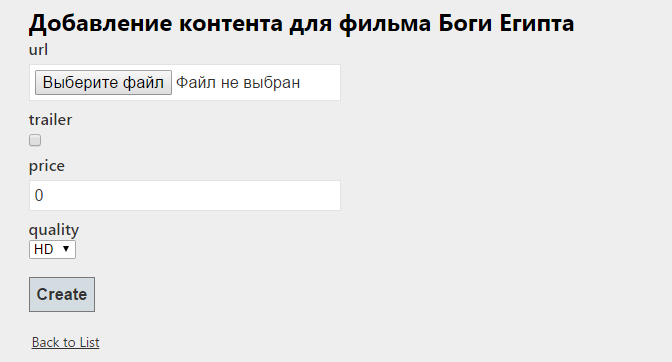 Добавление контента для фильма Боги Египта
url
Выберите файл Файл не выбран
trailer
price
0
quality
HD
Create
Back to List